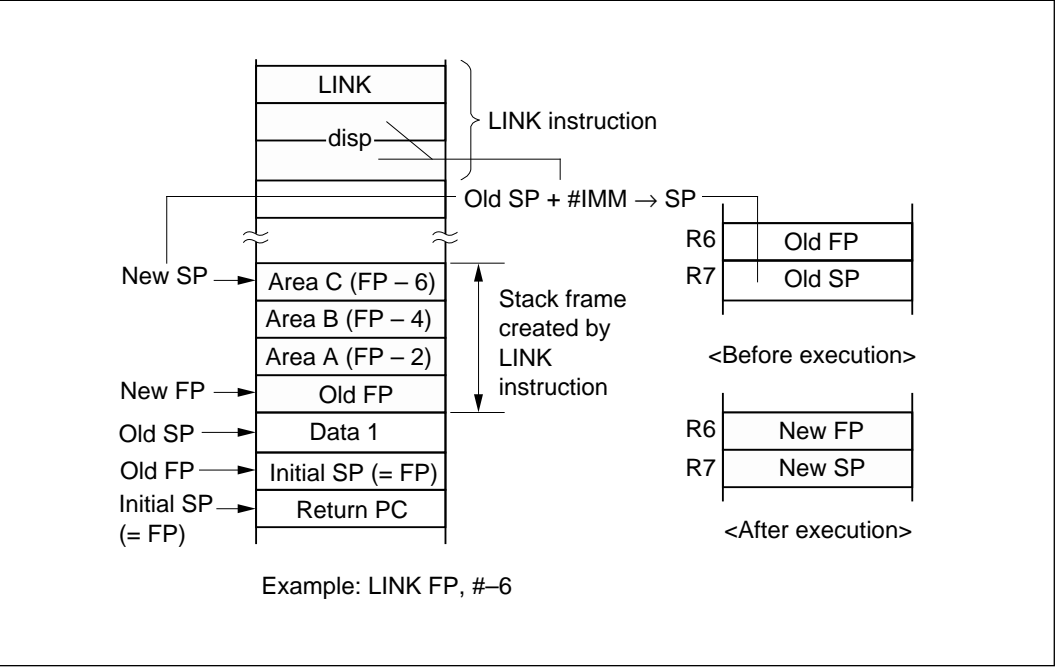 LINK
disp
LINK instruction
Old SP + #IMM → SP
New SP
Area C (FP – 6)
Area B (FP – 4)
Area A (FP – 2)
New FP
Old FP
Old SP
Data 1
Old FP
Initial SP (= FP)
Initial SP
(= FP)
Return PC
Stack frame
created by
LINK
instruction
R6
Old FP
R7
Old SP
<Before execution>
R6
New FP
R7
New SP
<After execution>
Example: LINK FP, #–6